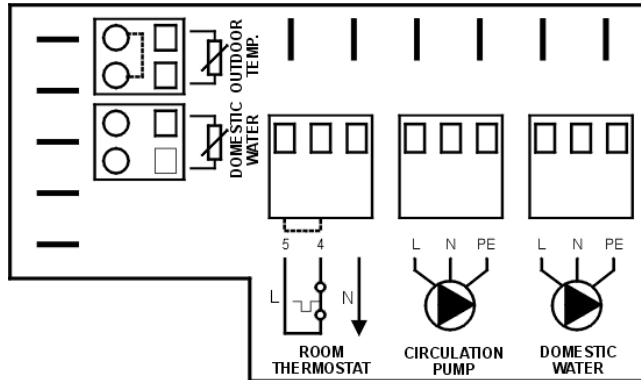 OUTDOOR
TEMP.
DOMESTIC
WATER
5 4
L N PE
L N PE
L N
ROOM
THERMOSTAT
CIRCULATION
PUMP
DOMESTIC
WATER